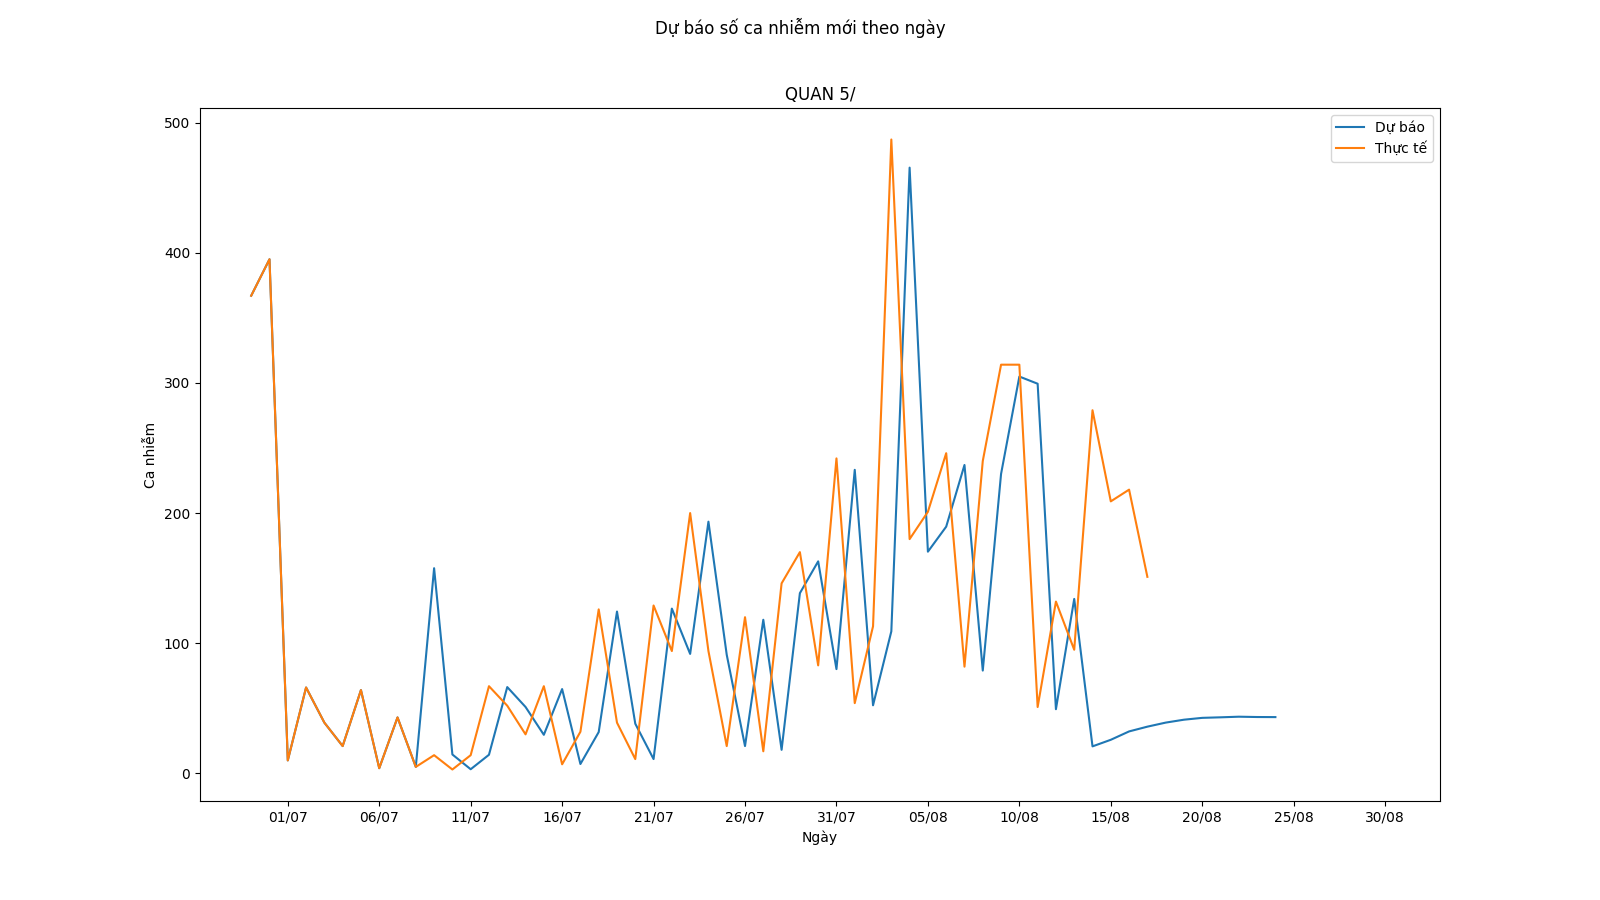 Dự báo số ca nhiễm mới theo ngày
QUAN 5/
500
400
300
200
100
0
Ca nhiễm
Dự báo
Thực tế
01/07 06/07 11/07 16/07 21/07 26/07 31/07 05/08 10/08 15/08 20/08 25/08 30/08
Ngày